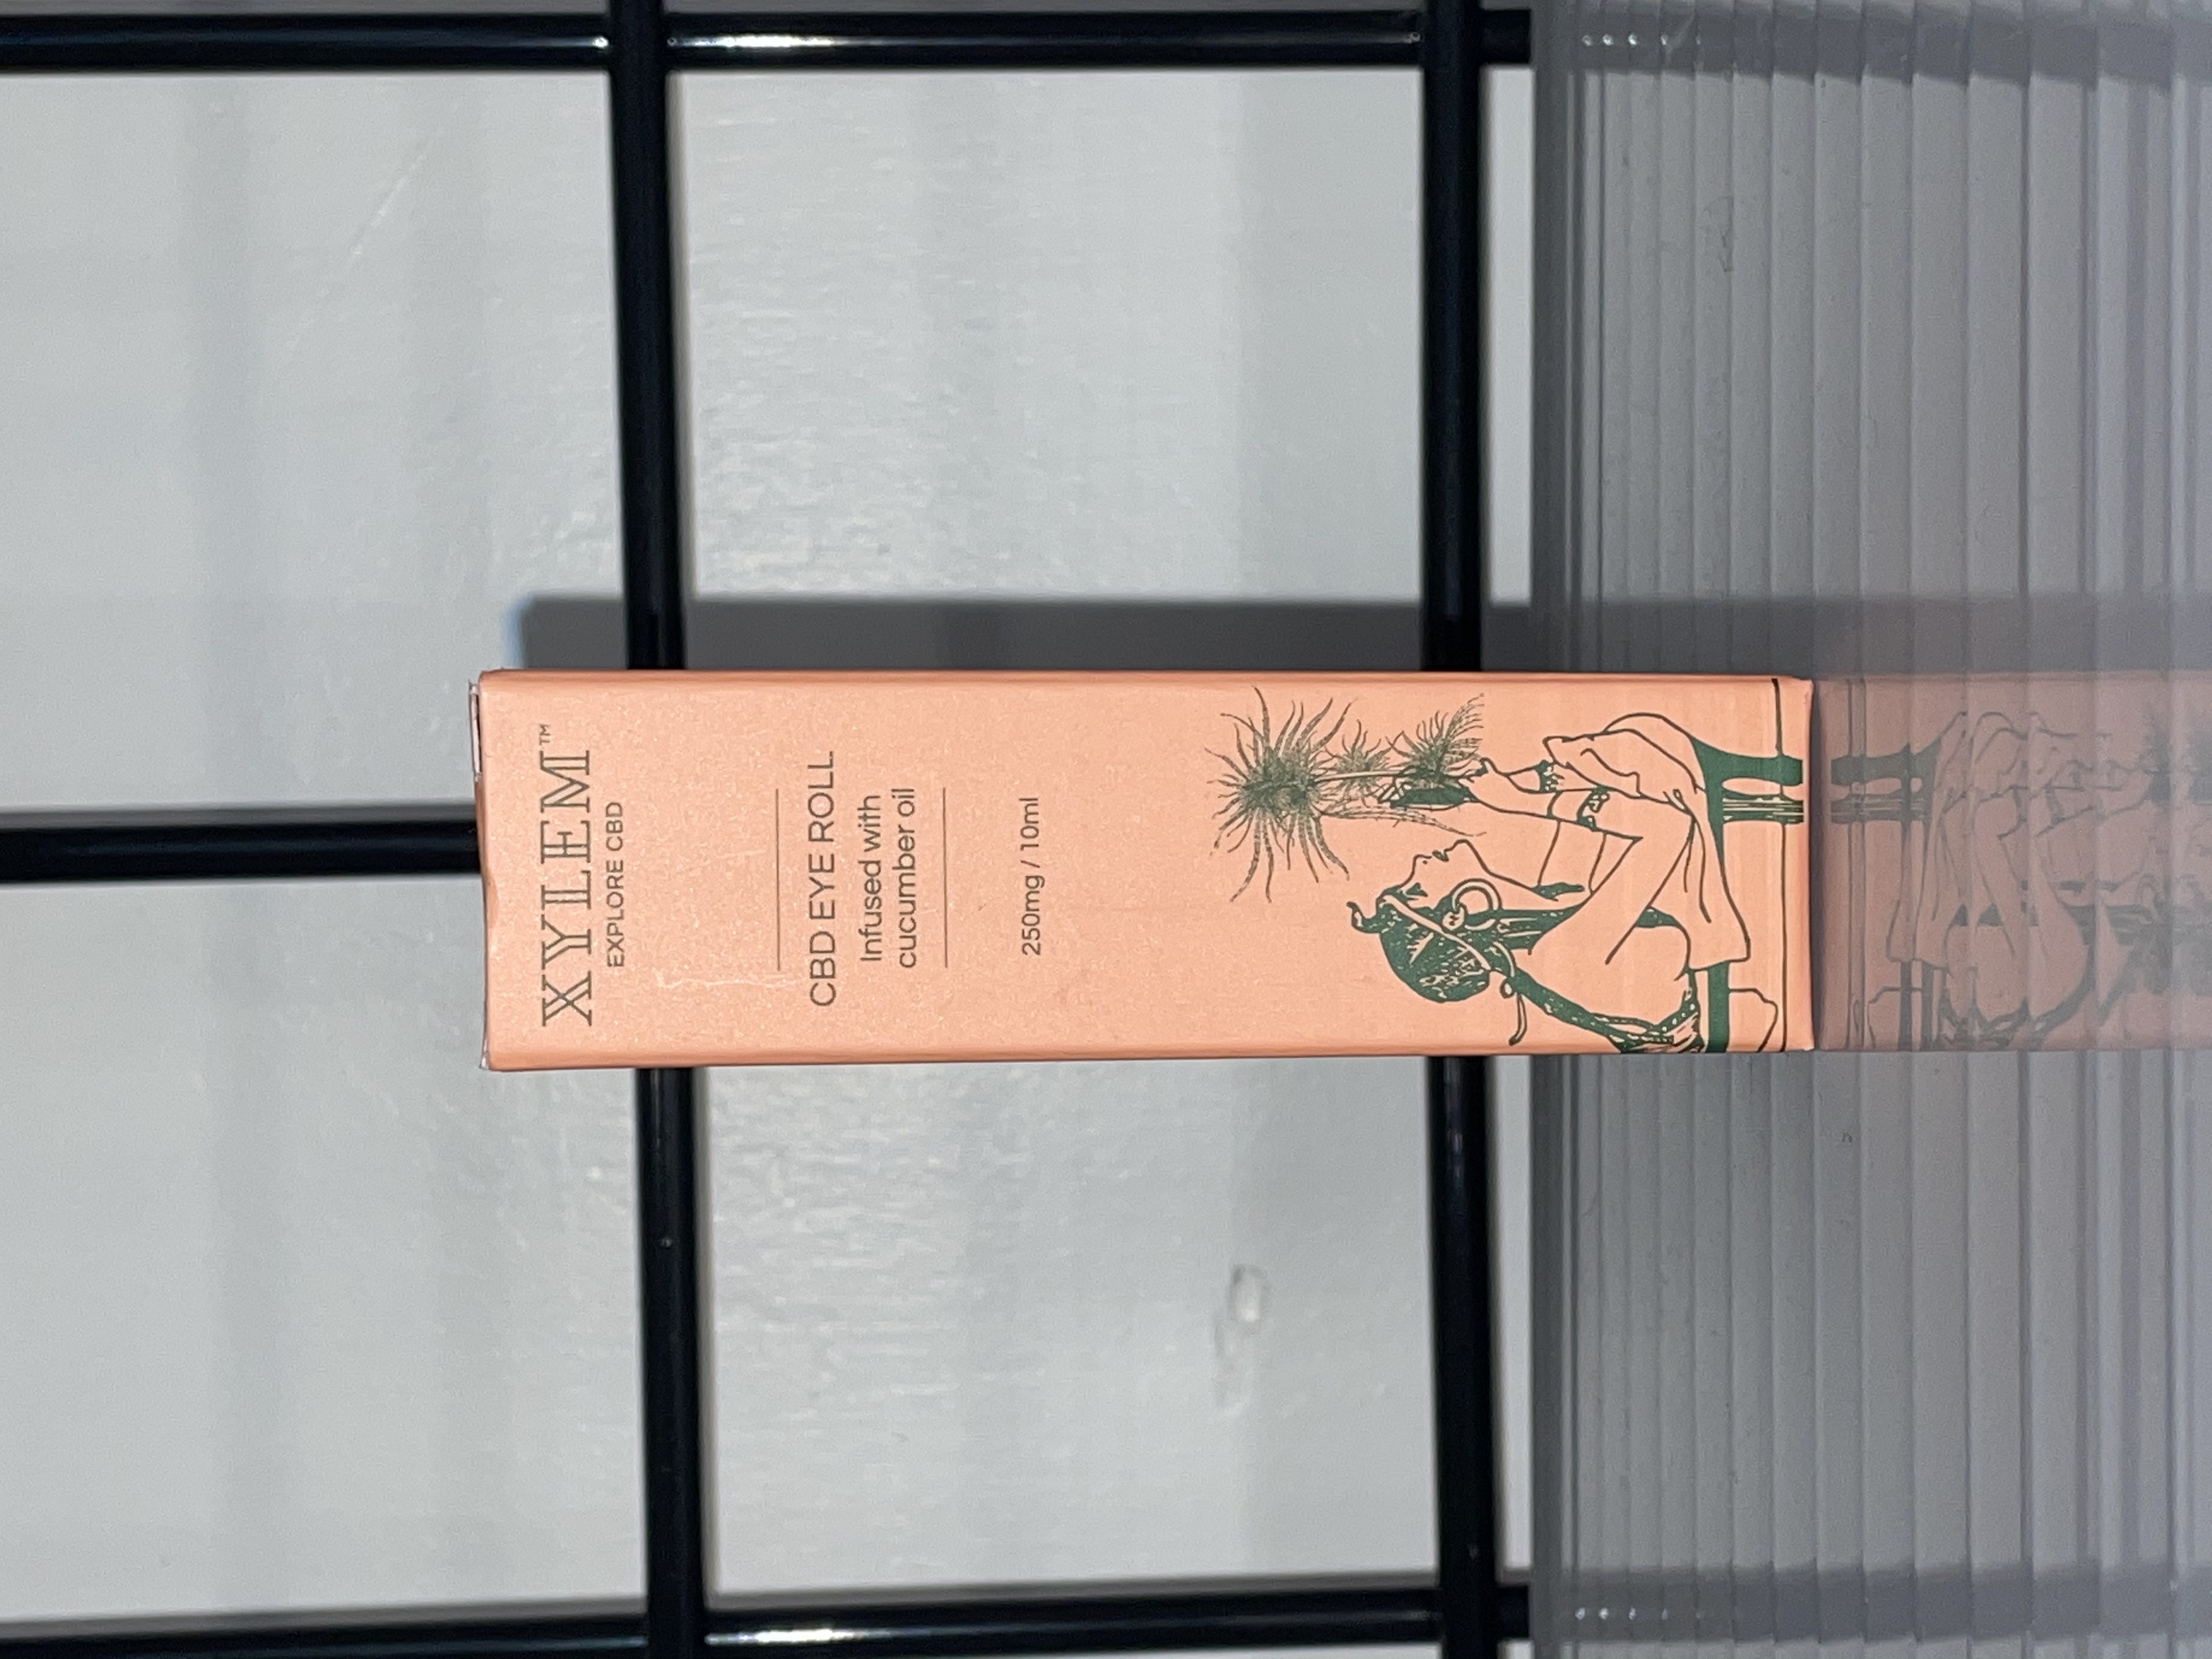 XYLEM™
EXPLORE CBD
CBD EYE ROLL
Infused with
cucumber oil
250mg / 10ml